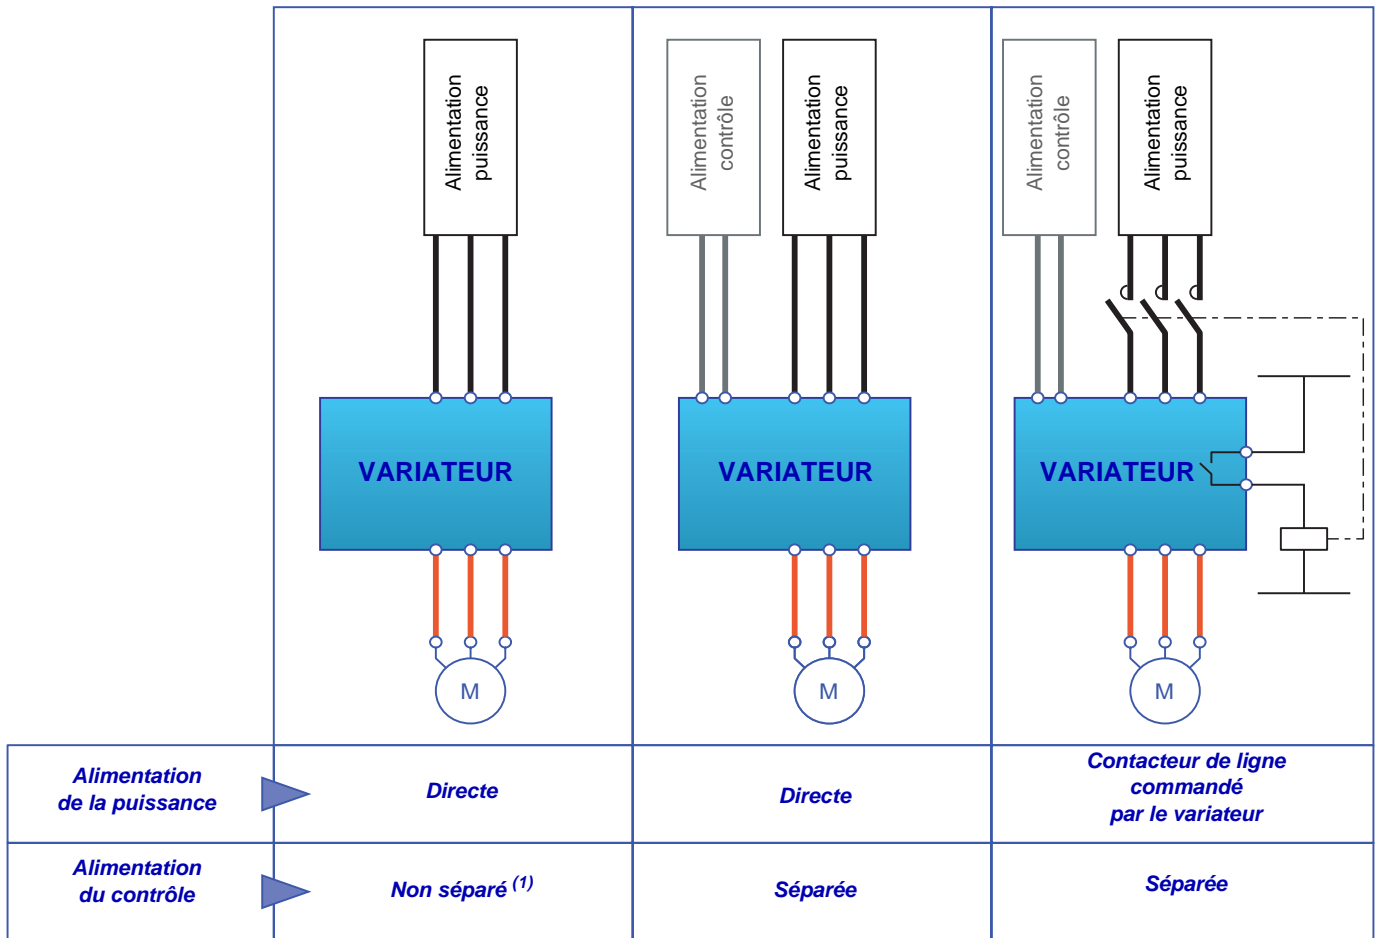 Alimentation
puissance
Alimentation
contrôle
Alimentation
puissance
Alimentation
contrôle
Alimentation
puissance
VARIATEUR
VARIATEUR
VARIATEUR
M
M
M
Alimentation
de la puissance
Directe
Directe
Contacteur de ligne
commandé
par le variateur
Alimentation
du contrôle
Non séparé (1)
Séparée
Séparée